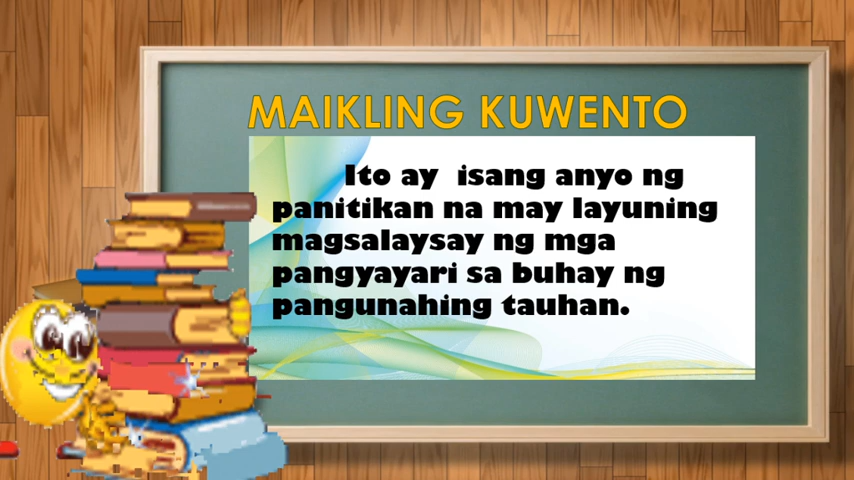 MAIKLING KUWENTO
Ito ay isang anyo ng
panitikan na may layuning
magsalaysay ng mga
pangyayari sa buhay ng
pangunahing tauhan.